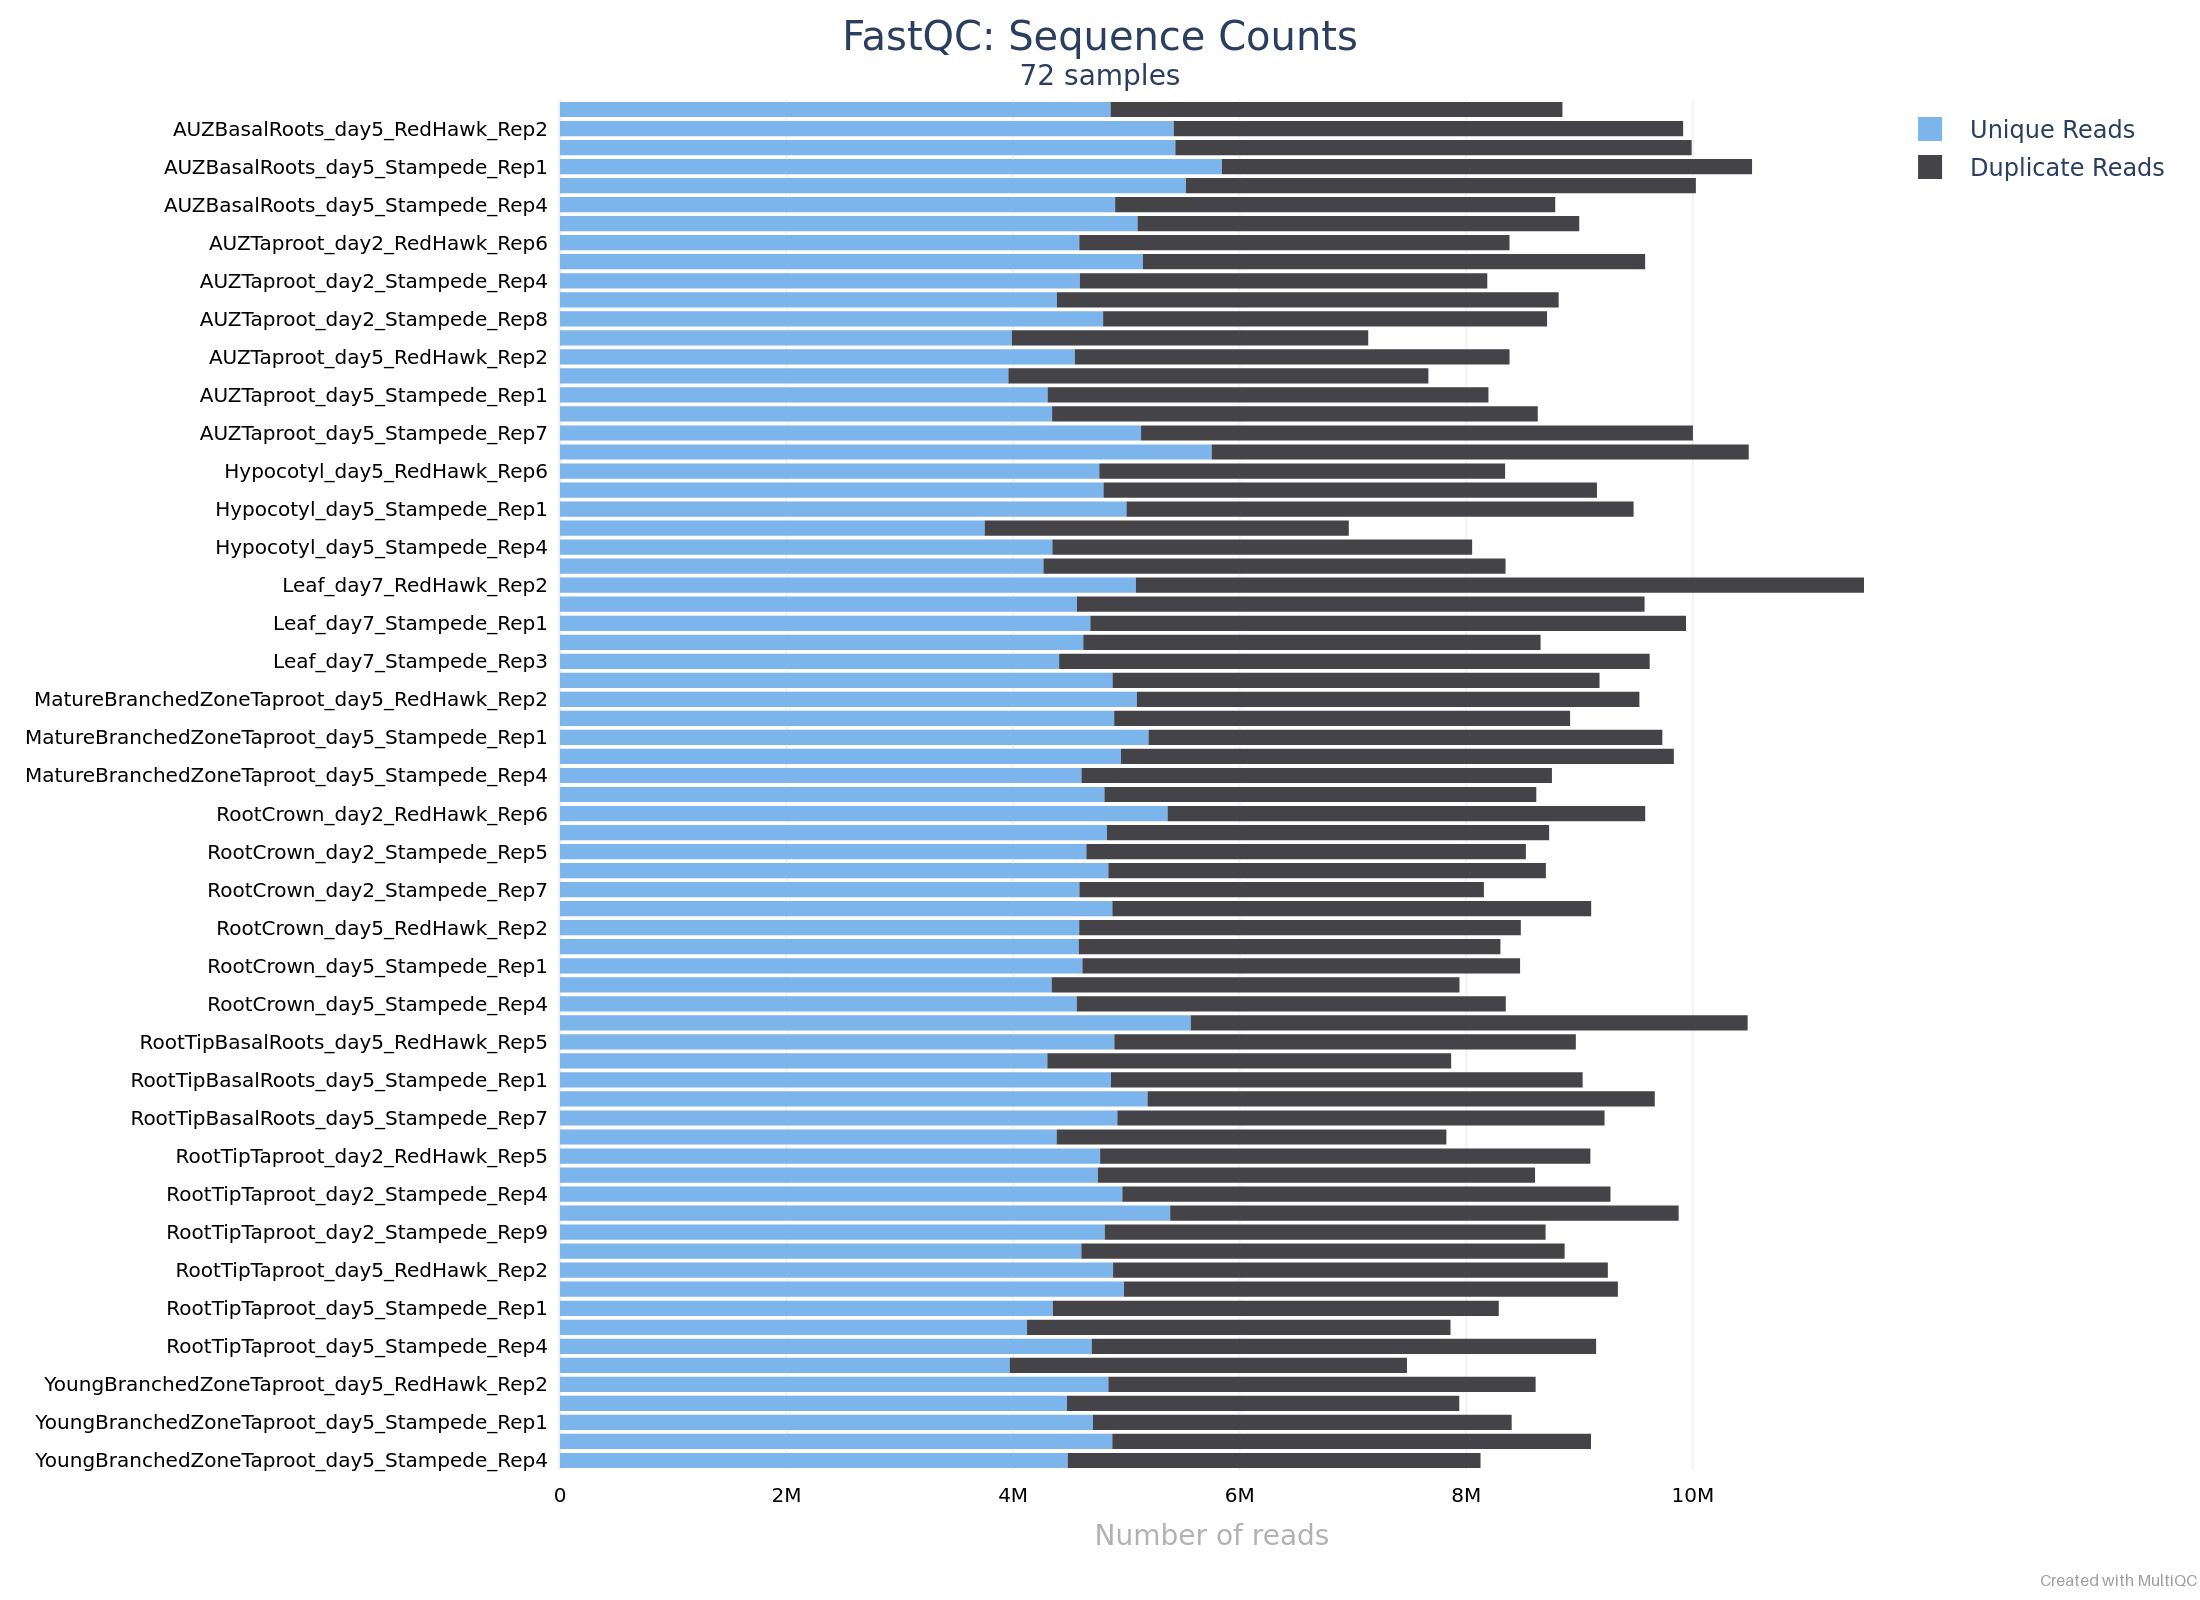 FastQC: Sequence Counts
72 samples
AUZBasalRoots_day5_RedHawk_Rep2
AUZBasalRoots_day5_Stampede_Rep1
AUZBasalRoots_day5_Stampede_Rep4
AUZTaproot_day2_RedHawk_Rep6
AUZTaproot_day2_Stampede_Rep4
AUZTaproot_day2_Stampede_Rep8
AUZTaproot_day5_RedHawk_Rep2
AUZTaproot_day5_Stampede_Rep1
AUZTaproot_day5_Stampede_Rep7
Hypocotyl_day5_RedHawk_Rep6
Hypocotyl_day5_Stampede_Rep1
Hypocotyl_day5_Stampede_Rep4
Leaf_day7_RedHawk_Rep2
Leaf_day7_Stampede_Rep1
Leaf_day7_Stampede_Rep3
MatureBranchedZoneTaproot_day5_RedHawk_Rep2
MatureBranchedZoneTaproot_day5_Stampede_Rep1
MatureBranchedZoneTaproot_day5_Stampede_Rep4
RootCrown_day2_RedHawk_Rep6
RootCrown_day2_Stampede_Rep5
RootCrown_day2_Stampede_Rep7
RootCrown_day5_RedHawk_Rep2
RootCrown_day5_Stampede_Rep1
RootCrown_day5_Stampede_Rep4
RootTipBasalRoots_day5_RedHawk_Rep5
RootTipBasalRoots_day5_Stampede_Rep1
RootTipBasalRoots_day5_Stampede_Rep7
RootTipTaproot_day2_RedHawk_Rep5
RootTipTaproot_day2_Stampede_Rep4
RootTipTaproot_day2_Stampede_Rep9
RootTipTaproot_day5_RedHawk_Rep2
RootTipTaproot_day5_Stampede_Rep1
RootTipTaproot_day5_Stampede_Rep4
YoungBranchedZoneTaproot_day5_RedHawk_Rep2
YoungBranchedZoneTaproot_day5_Stampede_Rep1
YoungBranchedZoneTaproot_day5_Stampede_Rep4
0 2M 4M 6M 8M 10M
Number of reads
Unique Reads
Duplicate Reads
Created with MultiQC